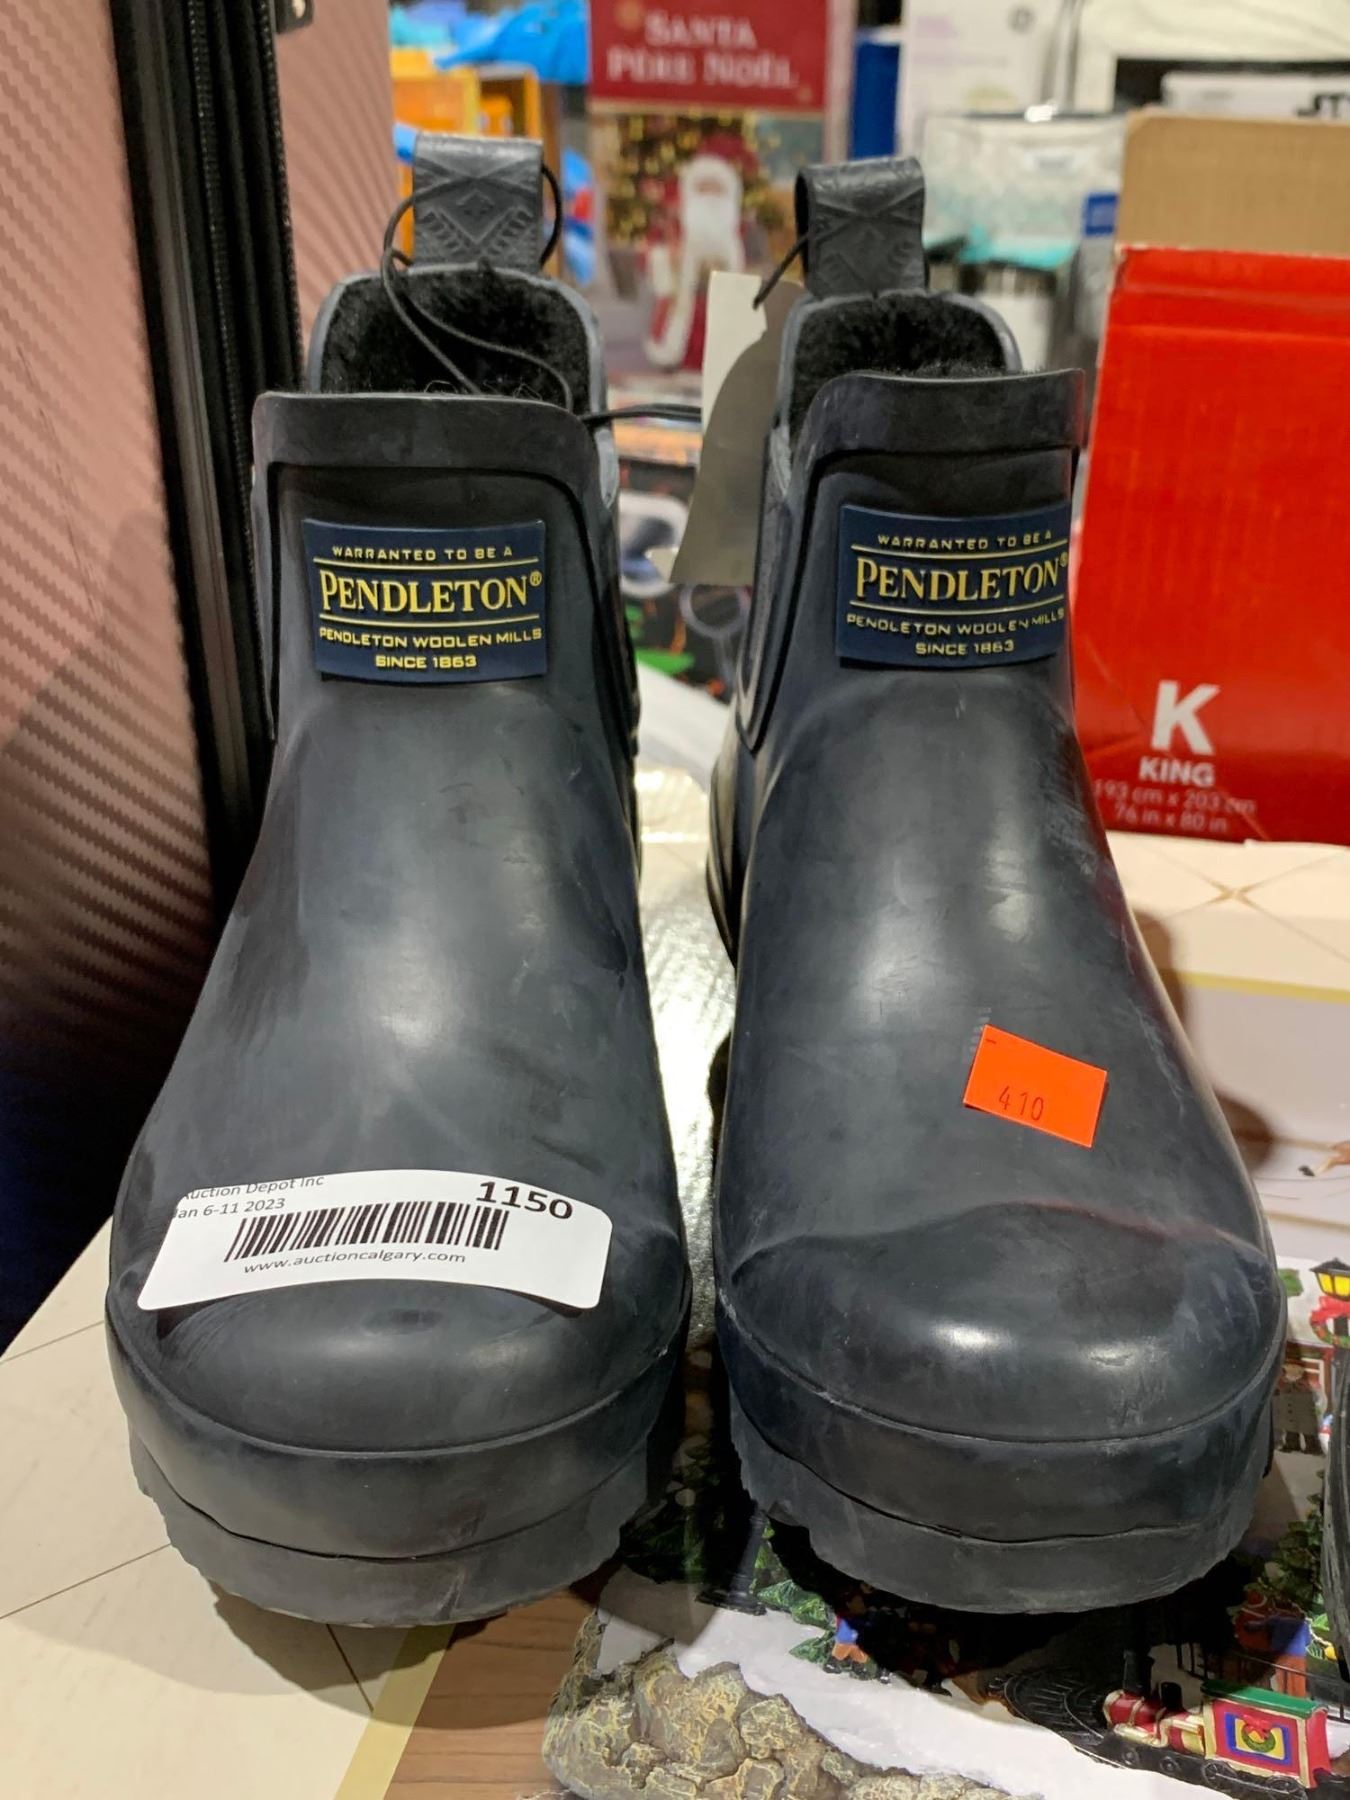 SANTA
PERE NOËL
WARRANTED TO BE A
PENDLETON®
PENDLETON WOOLEN MILLS
SINCE 1863
WARRANTED TO BE A
PENDLETON®
PENDLETON WOOLEN MILLS
SINCE 1863
K
KING
193 cm x 203 cm
76 in x 80 in
410
Auction Depot Inc
Jan 6-11 2023
1150
www.auctioncalgary.com